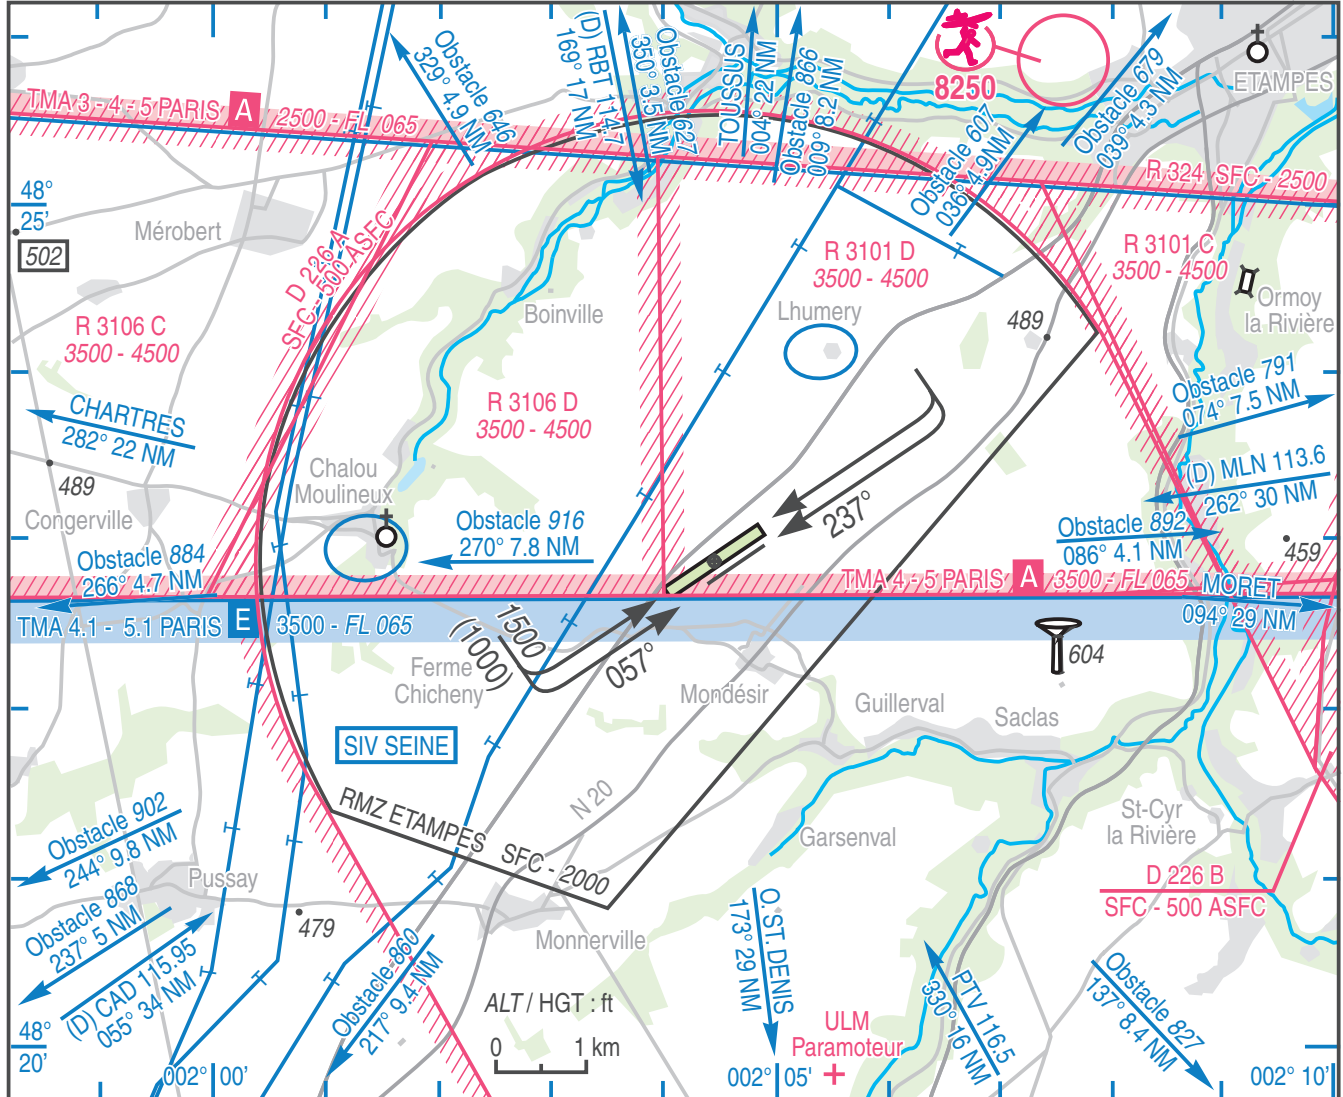 TMA 3 - 4 - 5 PARIS A 2500 - FL 065
Obstacle 646
329° 4.9 NM
(D) RBT 114.7
169° 17 NM
Obstacle 627
350° 3.5 NM
TOUSSUS
004° 22 NM
Obstacle 866
009° 8.2 NM
8250
Obstacle 607
036° 4.9NM
Obstacle 679
039° 4.3 NM
ETAMPES
R 324 SFC - 2500
48°
25'
502
Mérobert
D 226 A
SFC - 500 ASFC
R 3106 C
3500 - 4500
Boinville
R 3101 D
3500 - 4500
Lhumery
489
R 3101 C
3500 - 4500
Ormoy
la Rivière
CHARTRES
282° 22 NM
489
Congerville
Chalou
Moulineux
R 3106 D
3500 - 4500
Obstacle 791
074° 7.5 NM
(D) MLN 113.6
262° 30 NM
Obstacle 916
270° 7.8 NM
237°
Obstacle 892
086° 4.1 NM
459
Obstacle 884
266° 4.7 NM
TMA 4 - 5 PARIS A 3500 - FL 065
MORET
094° 29 NM
TMA 4.1 - 5.1 PARIS E 3500 - FL 065
1500
(1000)
057°
604
Ferme
Chicheny
Mondésir
Guillerval
Saclas
SIV SEINE
RMZ ETAMPES SFC - 2000
N 20
Garsenval
St-Cyr
la Rivière
Obstacle 902
244° 9.8 NM
Pussay
Obstacle 868
237° 5 NM
479
(D) CAD 115.95
055° 34 NM
D 226 B
SFC - 500 ASFC
Monnerville
Obstacle 860
217° 9.4 NM
O. ST. DENIS
173° 29 NM
PTV 116.5
330° 16 NM
Obstacle 827
137° 8.4 NM
ALT / HGT : ft
0 1 km
ULM
Paramoteur
48°
20'
002° 00'
002° 05'
002° 10'